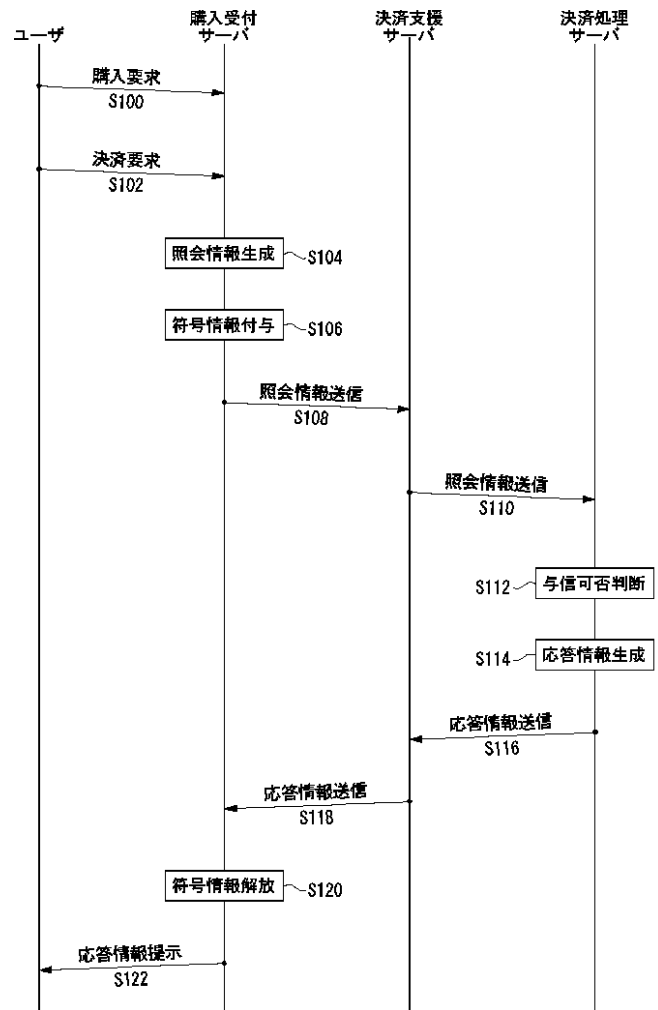 ユーザ
購入受付
サーバ
決済支援
サーバ
決済処理
サーバ
購入要求
S100
決済要求
S102
照会情報生成
S104
符号情報付与
S106
照会情報送信
S108
照会情報送信
S110
S112
与信可否判断
S114
応答情報生成
応答情報送信
S116
応答情報送信
S118
符号情報解放
S120
応答情報提示
S122